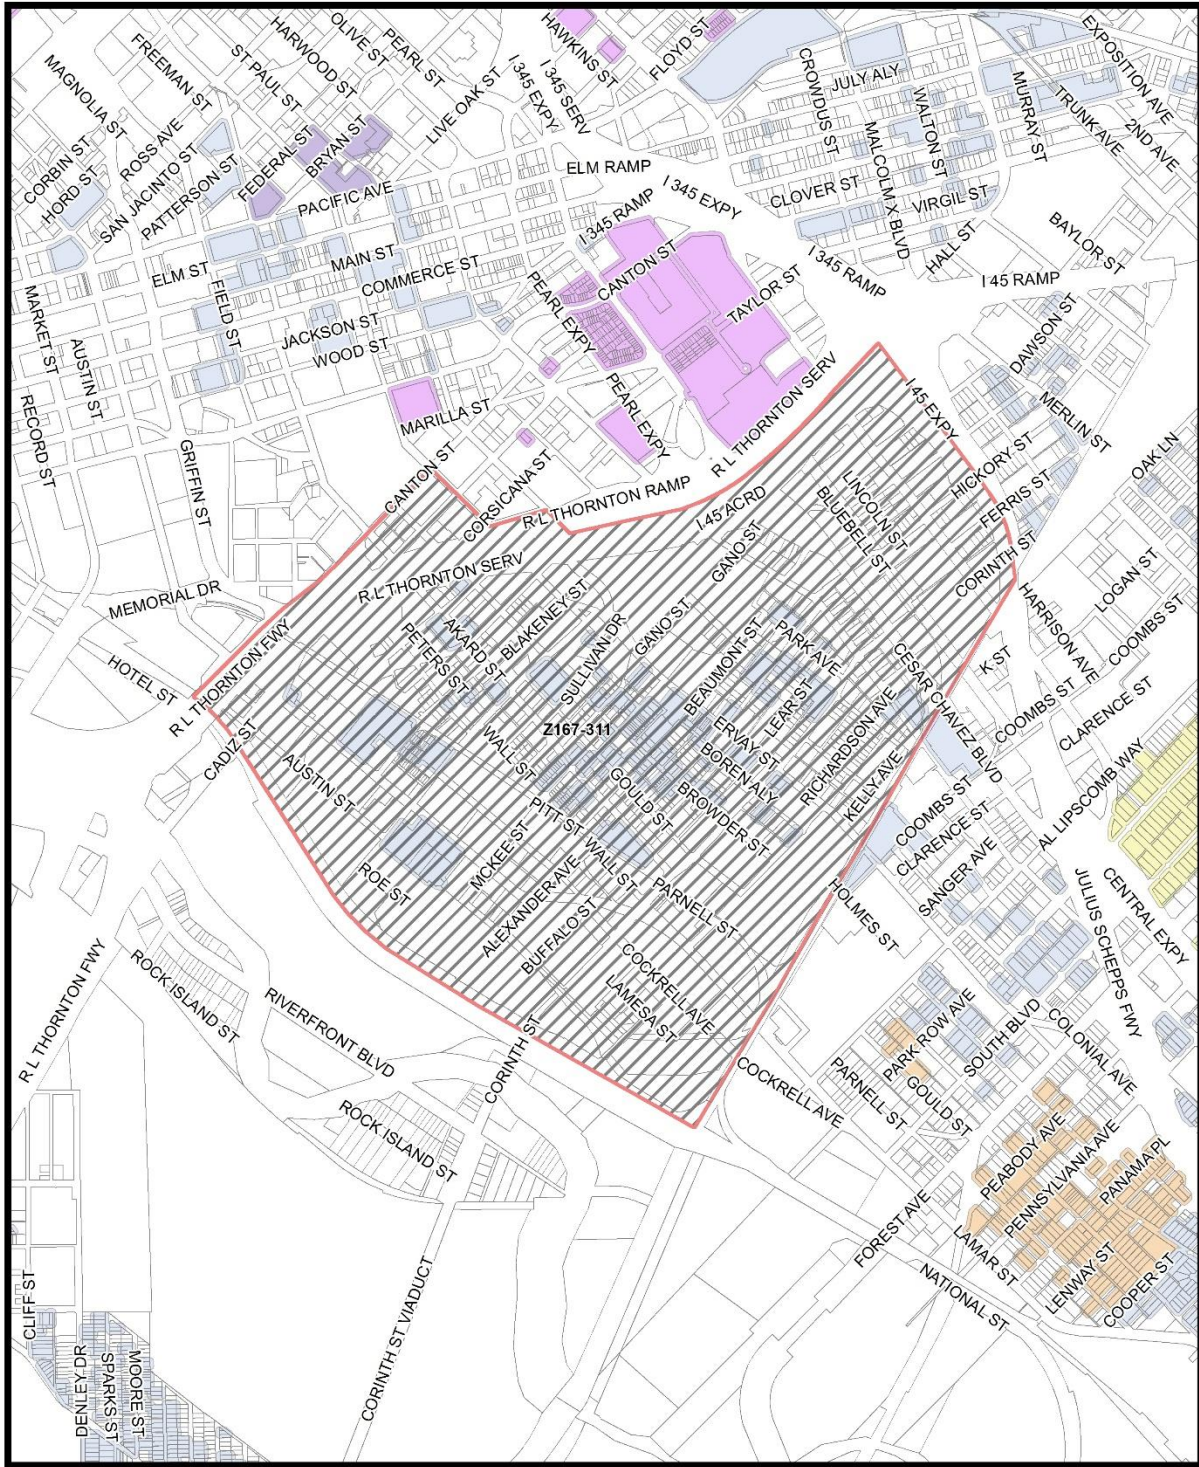 HAWKINS ST
FLOYD ST
EXPOSITION AVE
OLIVE ST
PEARL ST
HARWOOD ST
FREEMAN ST
ST PAUL ST
MAGNOLIA ST
I 345 EXPY
I 345 SERV
CROWDUS ST
JULY ALY
WALTON ST
MURRAY ST
TRUNK AVE
2ND AVE
LIVE OAK ST
ROSS AVE
CORBIN ST
HORD ST
SAN JACINTO ST
PATTERSON ST
FEDERAL ST
BRYAN ST
PACIFIC AVE
ELM RAMP
I 345 EXPY
I 345 RAMP
MALCOLM X BLVD
CLOVER ST
VIRGIL ST
HALL ST
BAYLOR ST
I 45 RAMP
I 345 RAMP
ELM ST
MAIN ST
COMMERCE ST
PEARL EXPY
CANTON ST
TAYLOR ST
MARKET ST
FIELD ST
JACKSON ST
WOOD ST
AUSTIN ST
RECORD ST
DAWSON ST
MERLIN ST
MARILLA ST
PEARL EXPY
R L THORNTON SERV
I 45 EXPY
HICKORY ST
OAK LN
GRIFFIN ST
CANTON ST
CORSICANA ST
R L THORNTON RAMP
I 45 ACRD
LINCOLN ST
BLUEBELL ST
FERRIS ST
CORINTH ST
GANO ST
LOGAN ST
MEMORIAL DR
R L THORNTON SERV
BLAKENEY ST
AKARD ST
PETERS ST
SULLIVAN DR
GANO ST
BEAUMONT ST
PARK AVE
HARRISON AVE
COOMBS ST
HOTEL ST
R L THORNTON FWY
K ST
CESAR CHAVEZ BLVD
LEAR ST
ERVAY ST
BOREN ALY
RICHARDSON AVE
COOMBS ST
CLARENCE ST
CADIZ ST
Z167-311
WALL ST
AUSTIN ST
GOULD ST
BROWDER ST
KELLY AVE
AL LIPSCOMB WAY
PITT ST
WALL ST
MCKEE ST
COOMBS ST
CLARENCE ST
SANGER AVE
ROE ST
ALEXANDER AVE
BUFFALO ST
PARNELL ST
HOLMES ST
JULIUS SCHEPPS FWY
CENTRAL EXPY
COCKRELL AVE
LAMESA ST
R L THORNTON FWY
ROCK ISLAND ST
RIVERFRONT BLVD
CORINTH ST
PARK ROW AVE
SOUTH BLVD
COLONIAL AVE
COCKRELL AVE
PARNELL ST
GOULD ST
ROCK ISLAND ST
PEABODY AVE
PENNSYLVANIA AVE
PANAMA PL
FOREST AVE
LAMAR ST
LENWAY ST
COOPER ST
NATIONAL ST
CORINTH ST VIADUCT
CLIFF ST
DENLEY DR
SPARKS ST
MOORE ST